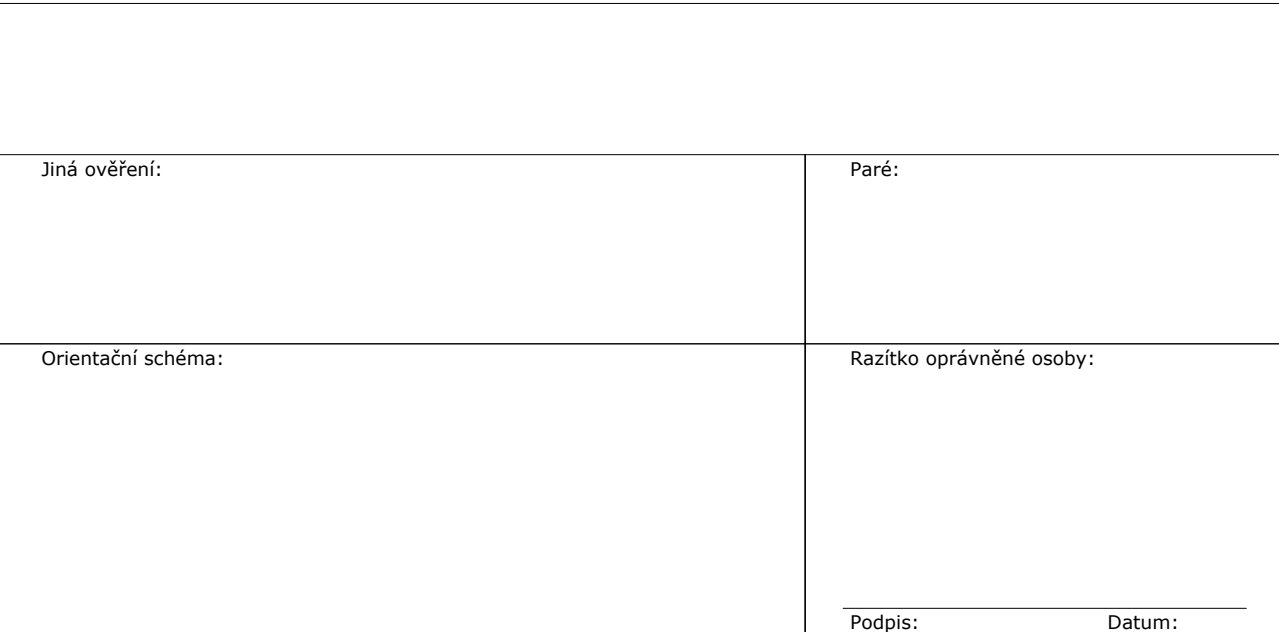 Jiná ověření:
Paré:
Orientační schéma:
Razítko oprávněné osoby:
Podpis: Datum: